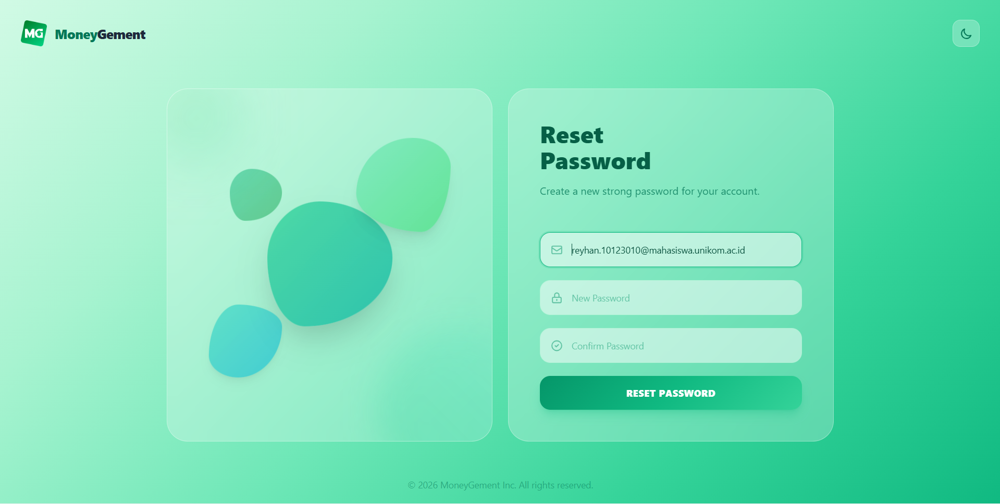 MG
MoneyGement
Reset
Password
Create a new strong password for your account.
reyhan.10123010@mahasiswa.unikom.ac.id
New Password
Confirm Password
RESET PASSWORD
© 2026 MoneyGement Inc. All rights reserved.